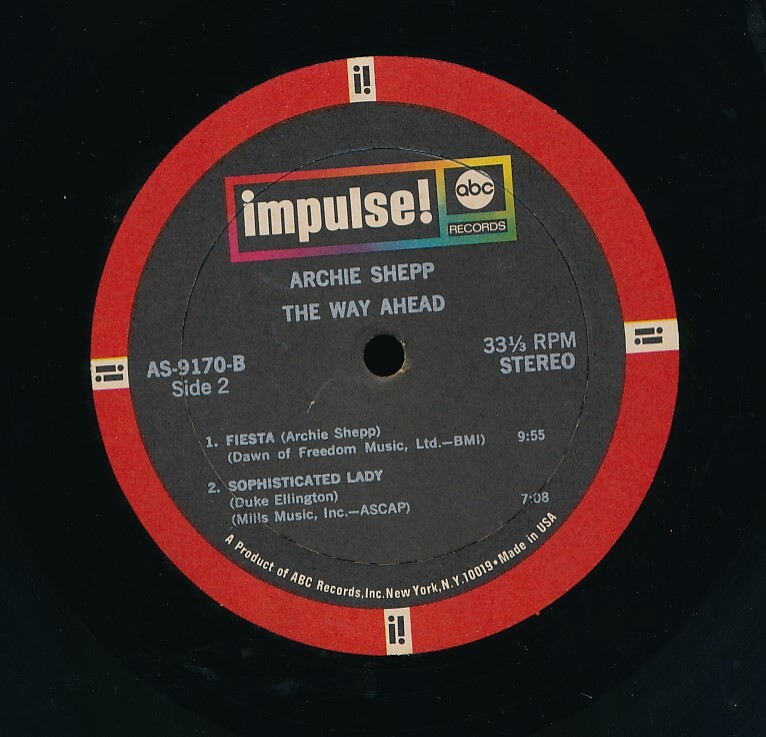 i!
impulse! abc RECORDS
ARCHIE SHEPP
THE WAY AHEAD
AS-9170-B
Side 2
33⅓ RPM
STEREO
i!
i!
1. FIESTA (Archie Shepp)
(Dawn of Freedom Music, Ltd.—BMI) 9:55
2. SOPHISTICATED LADY
(Duke Ellington)
(Mills Music, Inc.—ASCAP) 7:08
A Product of ABC Records, Inc. New York, N.Y. 10019 • Made in USA
i!